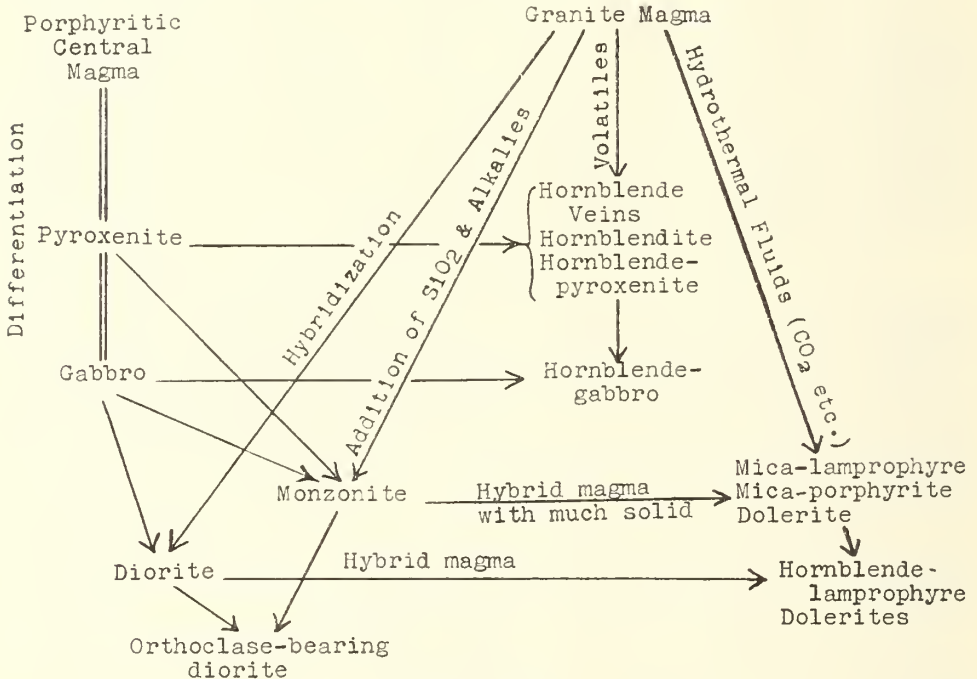 Porphyritic
Central
Magma
Granite Magma
Differentiation
Hybridization
Addition of SiO2 & Alkalies
Volatiles
Hydrothermal Fluids (CO2 etc.)
Pyroxenite
Hornblende
Veins
Hornblendite
Hornblende-
pyroxenite
Gabbro
Hornblende-
gabbro
Monzonite
Hybrid magma
with much solid
Mica-lamprophyre
Mica-porphyrite
Dolerite
Diorite
Hybrid magma
Hornblende-
lamprophyre
Dolerites
Orthoclase-bearing
diorite